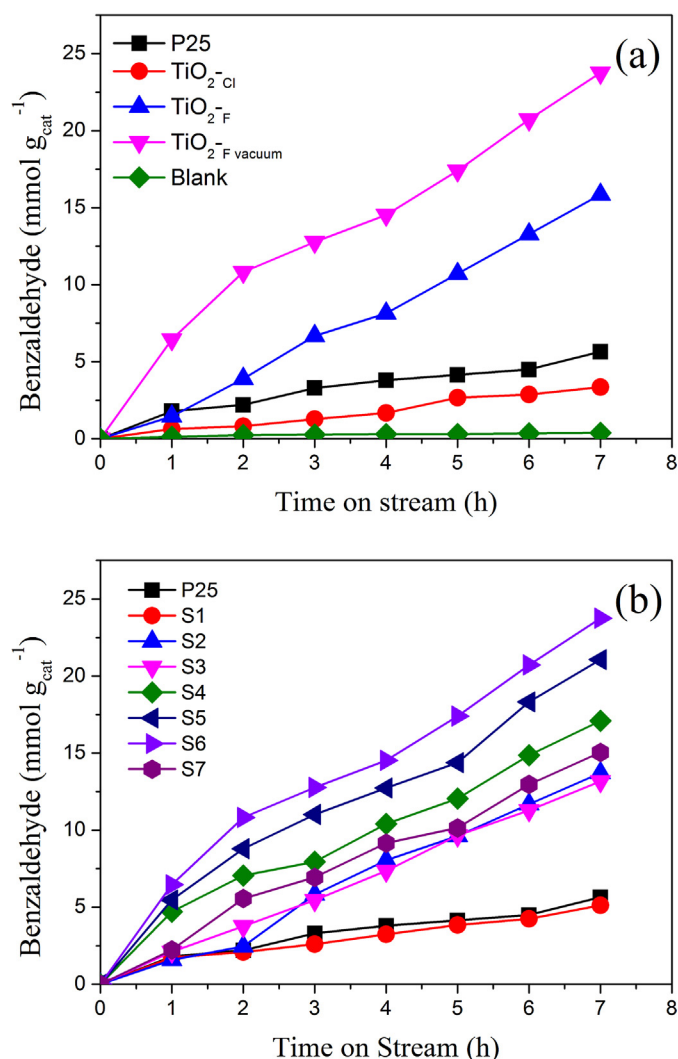 (a)
P25
TiO2-Cl
TiO2-F
TiO2-F vacuum
Blank
25
20
15
10
5
0
Benzaldehyde (mmol gcat-1)
0 1 2 3 4 5 6 7 8
Time on stream (h)
(b)
P25
S1
S2
S3
S4
S5
S6
S7
25
20
15
10
5
0
Benzaldehyde (mmol gcat-1)
0 1 2 3 4 5 6 7 8
Time on Stream (h)